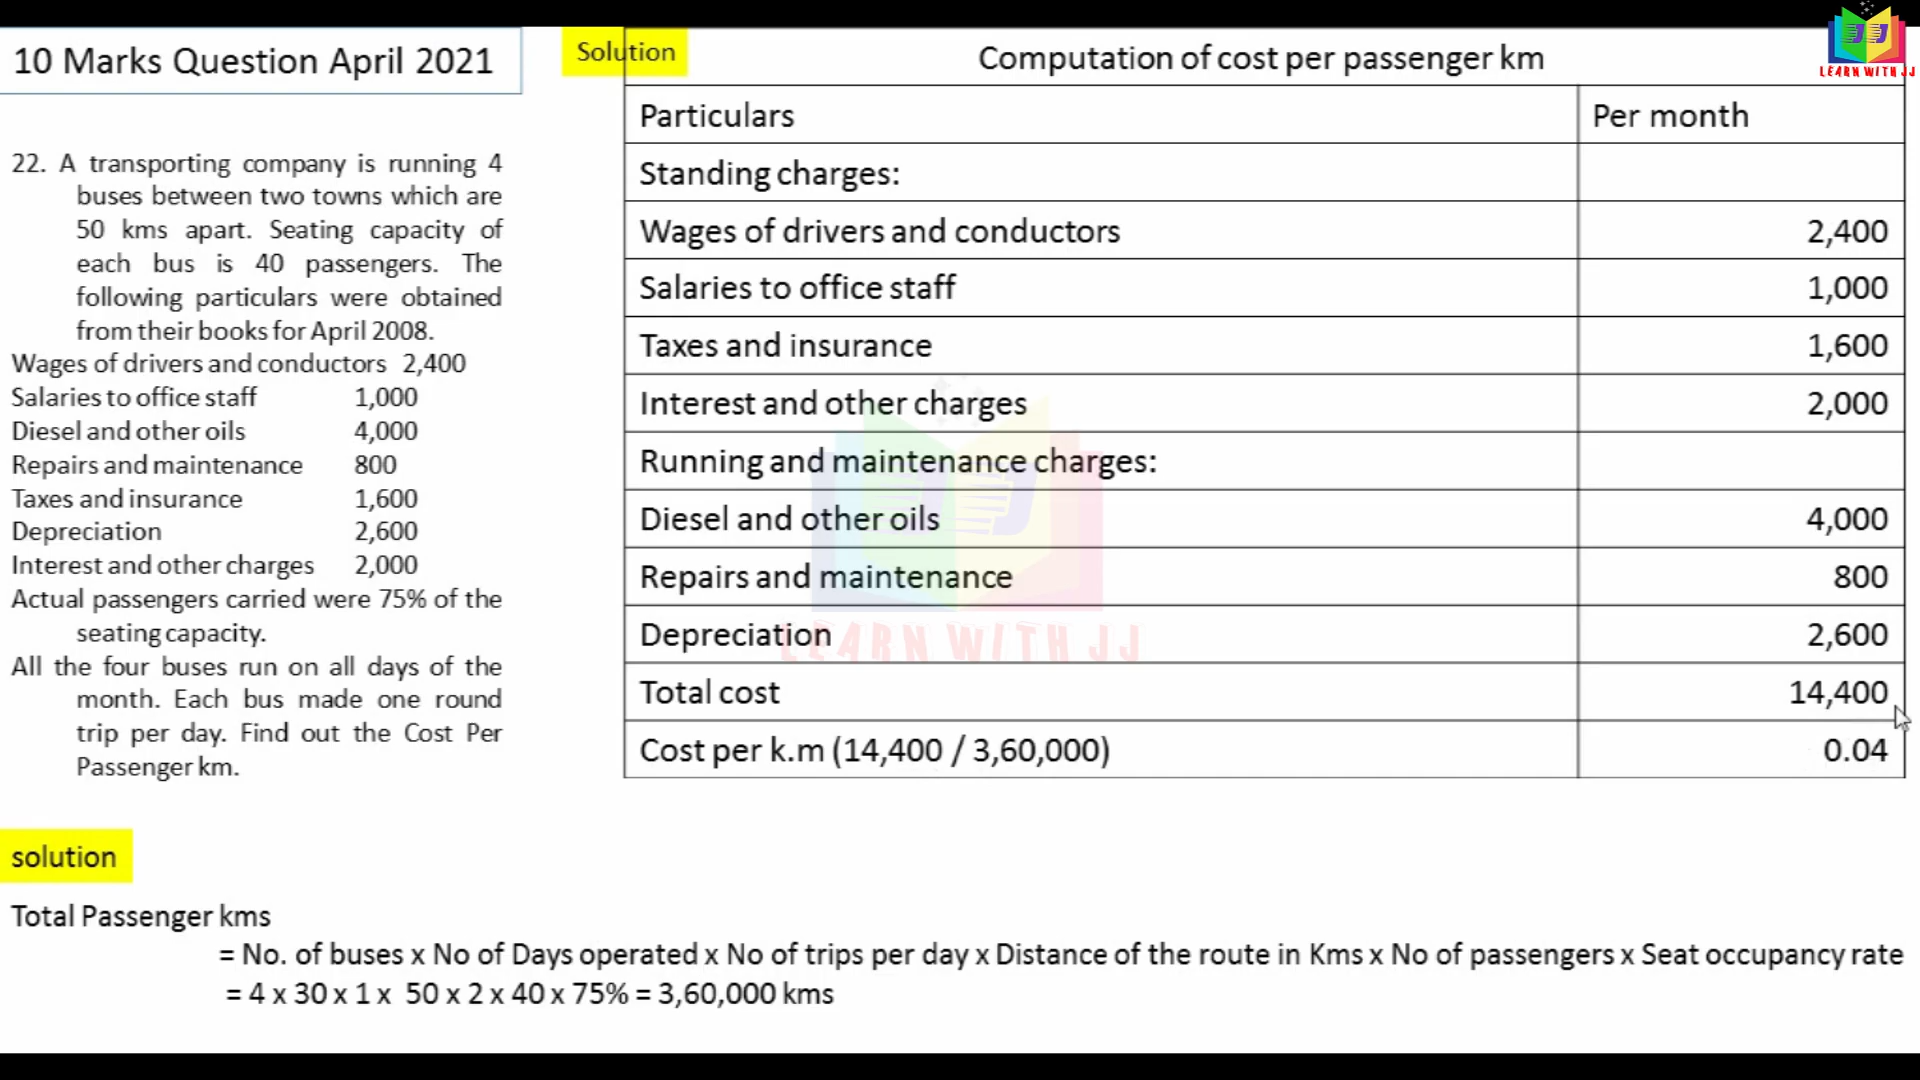 10 Marks Question April 2021
22. A transporting company is running 4
buses between two towns which are
50 kms apart. Seating capacity of
each bus is 40 passengers. The
following particulars were obtained
from their books for April 2008.
Wages of drivers and conductors 2,400
Salaries to office staff 1,000
Diesel and other oils 4,000
Repairs and maintenance 800
Taxes and insurance 1,600
Depreciation 2,600
Interest and other charges 2,000
Actual passengers carried were 75% of the
seating capacity.
All the four buses run on all days of the
month. Each bus made one round
trip per day. Find out the Cost Per
Passenger km.
Solution
Computation of cost per passenger km
Particulars Per month
Standing charges:
Wages of drivers and conductors 2,400
Salaries to office staff 1,000
Taxes and insurance 1,600
Interest and other charges 2,000
Running and maintenance charges:
Diesel and other oils 4,000
Repairs and maintenance 800
Depreciation 2,600
Total cost 14,400
Cost per k.m (14,400 / 3,60,000) 0.04
solution
Total Passenger kms
= No. of buses x No of Days operated x No of trips per day x Distance of the route in Kms x No of passengers x Seat occupancy rate
= 4 x 30 x 1 x 50 x 2 x 40 x 75% = 3,60,000 kms
JJ
LEARN WITH JJ
JJ
LEARN WITH JJ